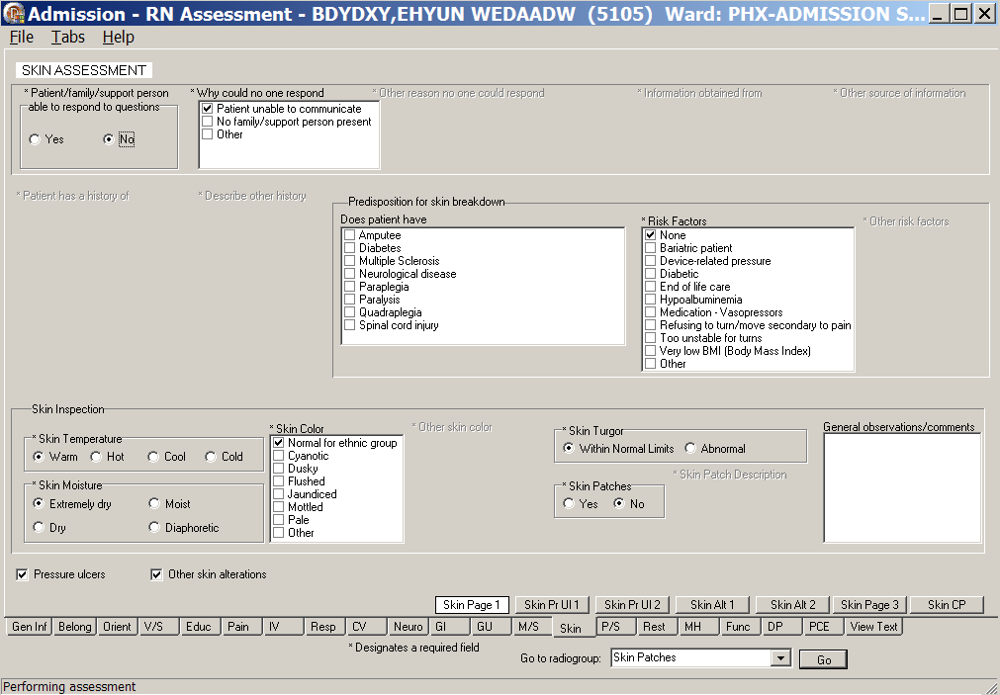 Admission - RN Assessment - BDYDXY,EHYUN WEDAADW (5105) Ward: PHX-ADMISSION S...
File Tabs Help
SKIN ASSESSMENT
* Patient/family/support person
able to respond to questions
Yes No
* Why could no one respond
Patient unable to communicate
No family/support person present
Other
* Other reason no one could respond
* Information obtained from
* Other source of information
* Patient has a history of
* Describe other history
Predisposition for skin breakdown
Does patient have
Amputee
Diabetes
Multiple Sclerosis
Neurological disease
Paraplegia
Paralysis
Quadraplegia
Spinal cord injury
* Risk Factors
None
Bariatric patient
Device-related pressure
Diabetic
End of life care
Hypoalbuminemia
Medication - Vasopressors
Refusing to turn/move secondary to pain
Too unstable for turns
Very low BMI (Body Mass Index)
Other
* Other risk factors
Skin Inspection
* Skin Temperature
Warm Hot Cool Cold
* Skin Moisture
Extremely dry Moist
Dry Diaphoretic
* Skin Color
Normal for ethnic group
Cyanotic
Dusky
Flushed
Jaundiced
Mottled
Pale
Other
* Other skin color
* Skin Turgor
Within Normal Limits Abnormal
* Skin Patch Description
* Skin Patches
Yes No
General observations/comments
Pressure ulcers Other skin alterations
Skin Page 1 Skin Pr Ul 1 Skin Pr Ul 2 Skin Alt 1 Skin Alt 2 Skin Page 3 Skin CP
Gen Inf Belong Orient V/S Educ Pain IV Resp CV Neuro GI GU M/S Skin P/S Rest MH Func DP PCE View Text
* Designates a required field
Go to radiogroup: Skin Patches Go
Performing assessment